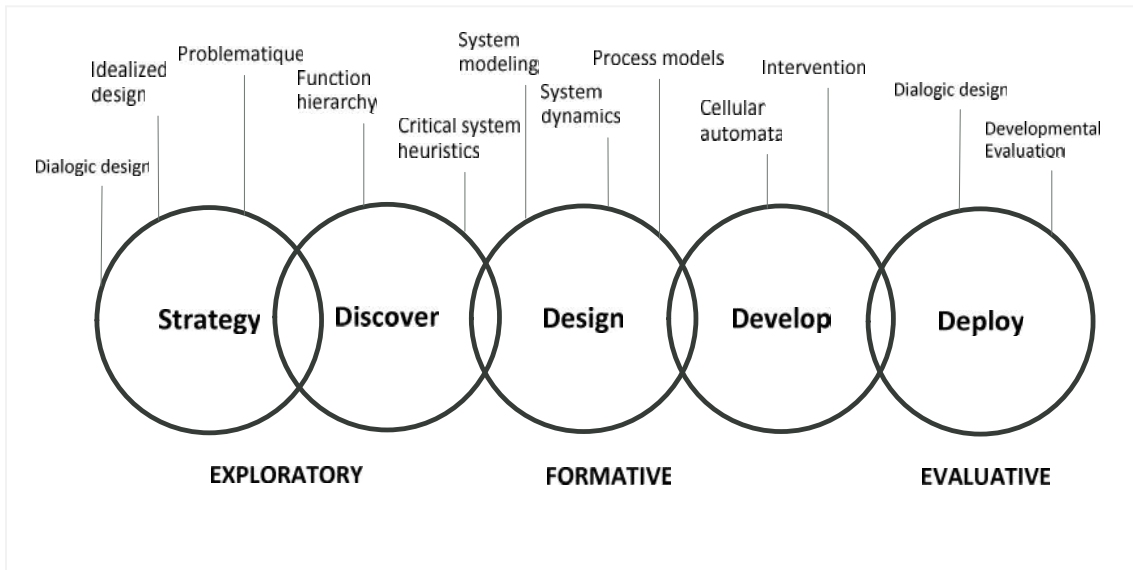 Dialogic design
Idealized
design
Problematique
Function
hierarchy
Critical system
heuristics
System
modeling
System
dynamics
Process models
Cellular
automata
Intervention
Dialogic design
Developmental
Evaluation
Strategy
Discover
Design
Develop
Deploy
EXPLORATORY
FORMATIVE
EVALUATIVE